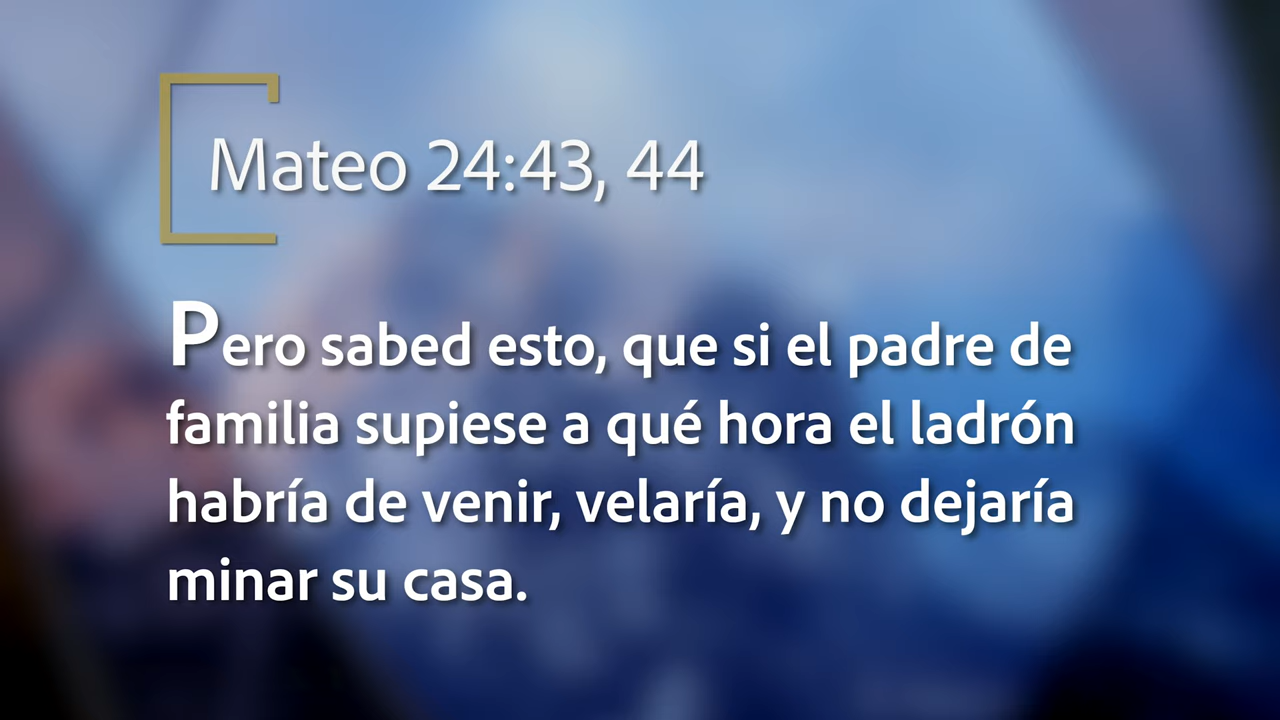 Mateo 24:43, 44
Pero sabed esto, que si el padre de
familia supiese a qué hora el ladrón
habría de venir, velaría, y no dejaría
minar su casa.